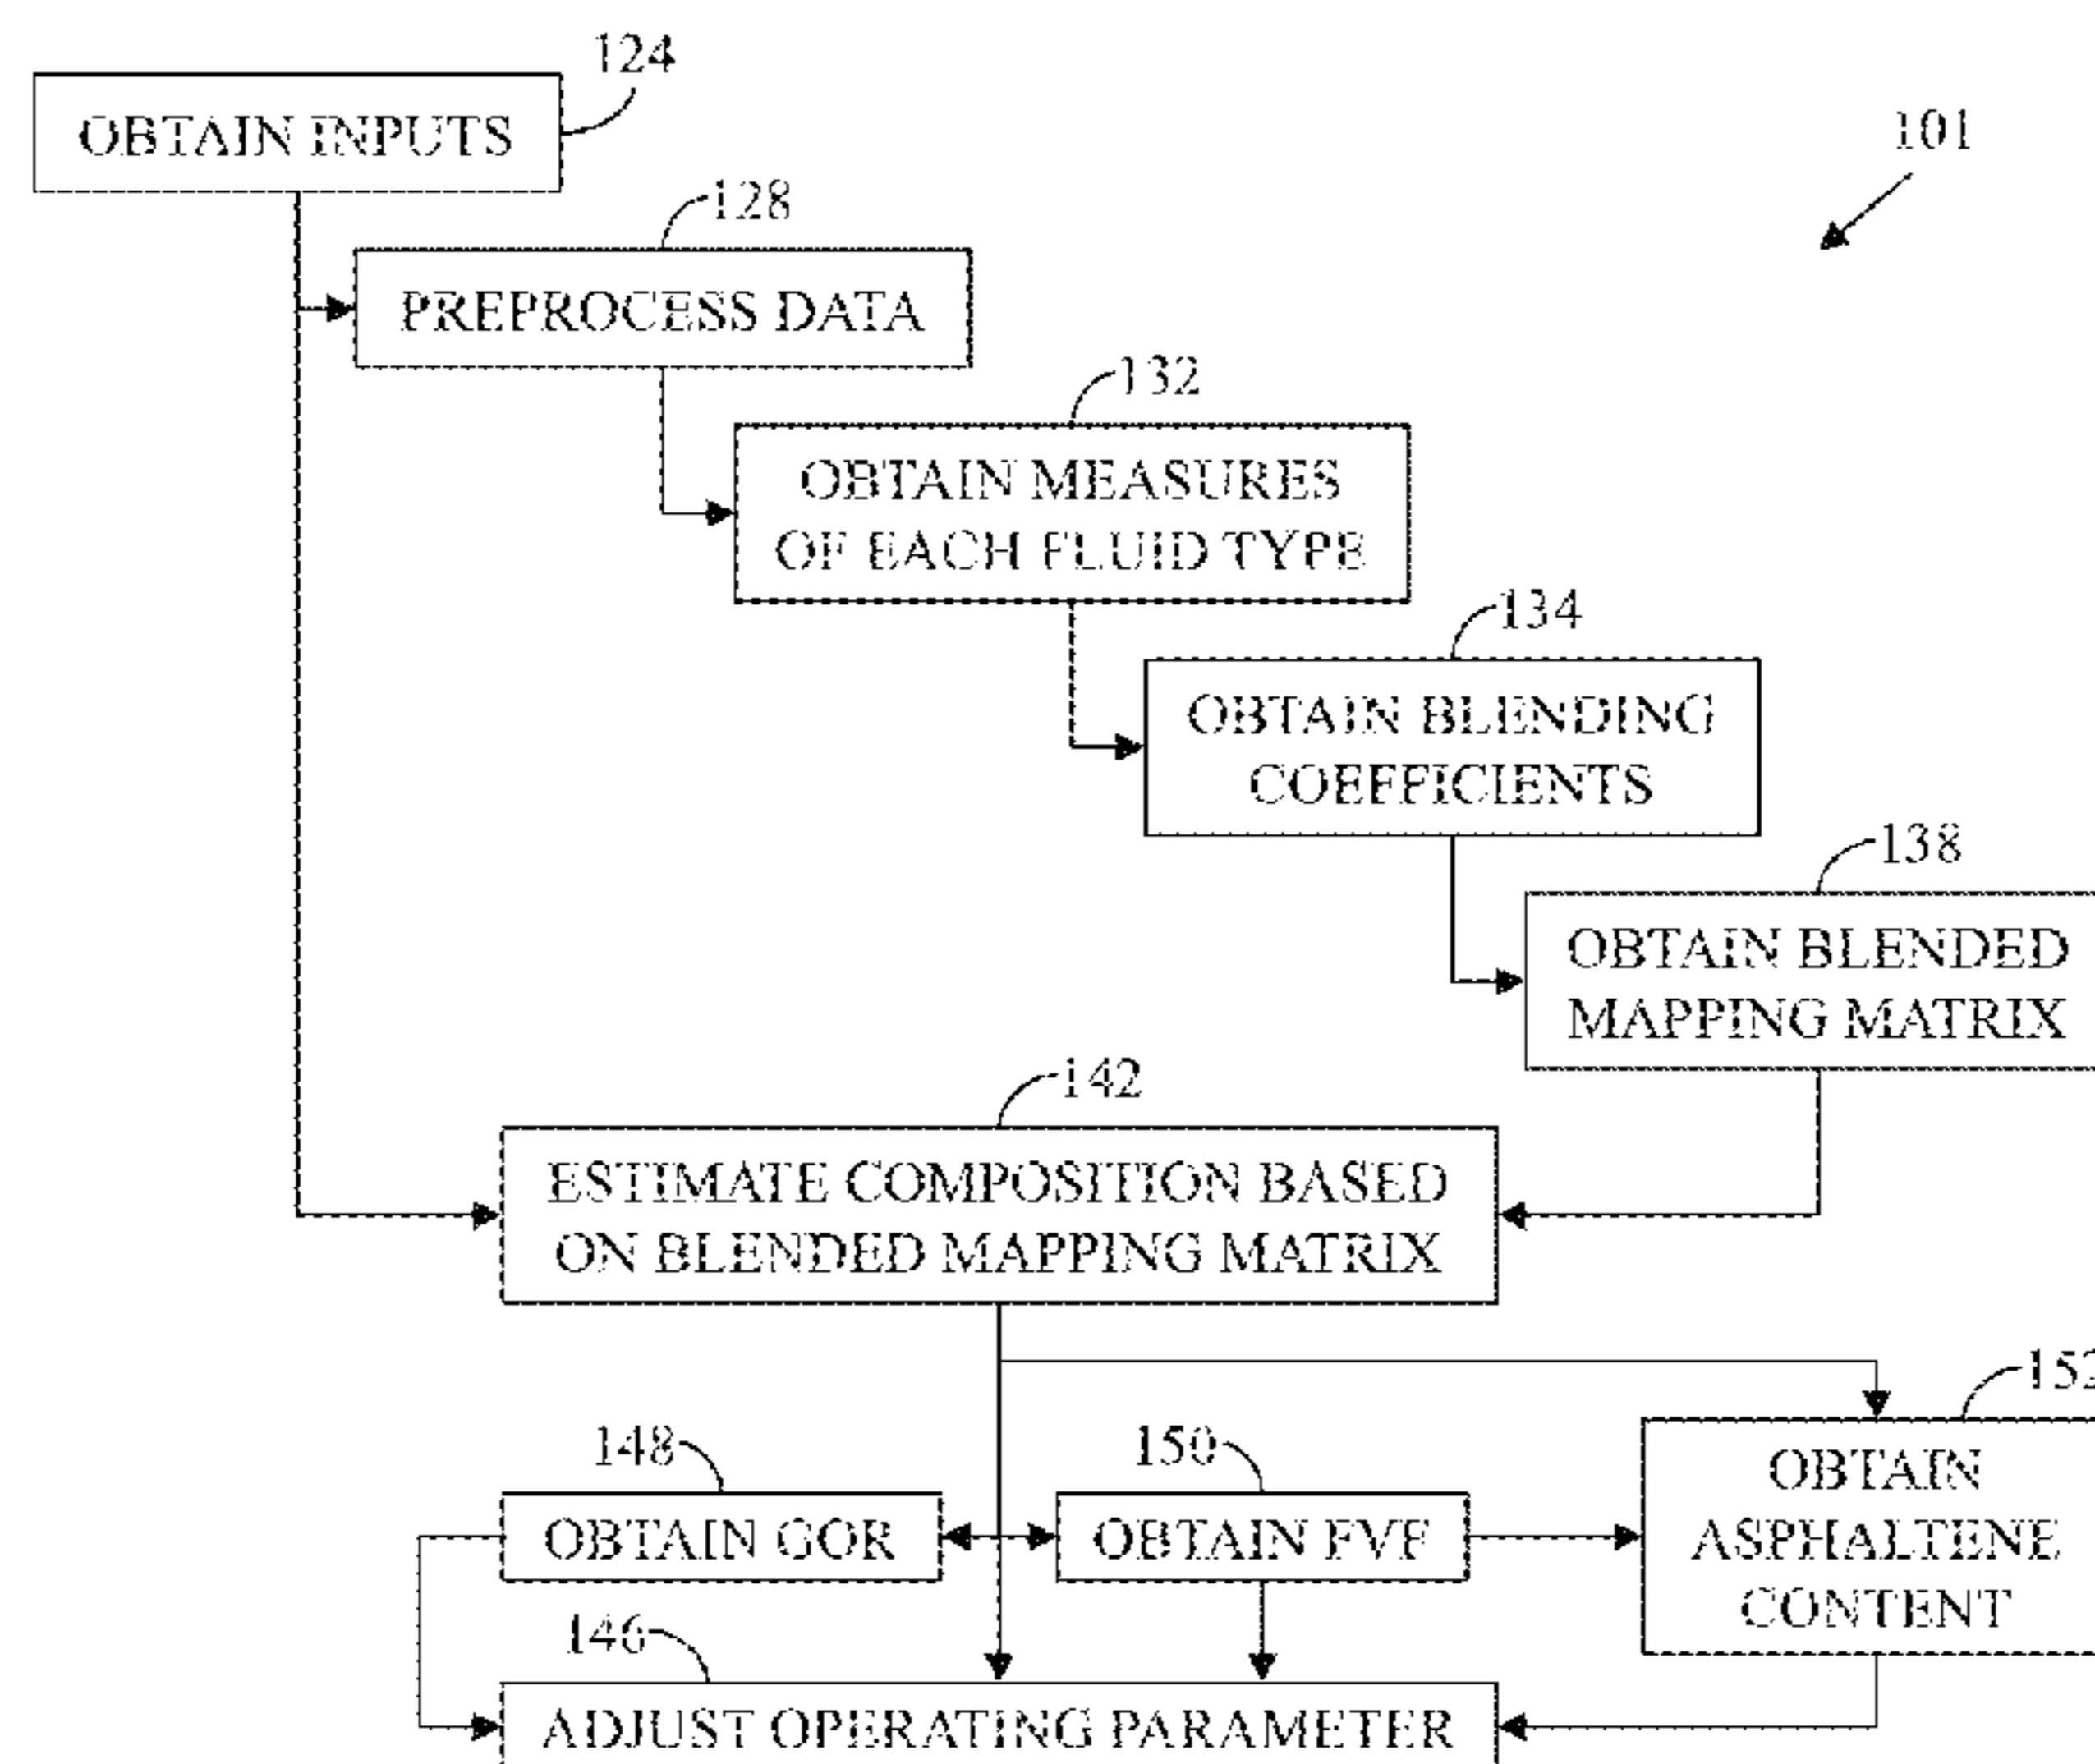 124
OBTAIN INPUTS
101
128
PREPROCESS DATA
132
OBTAIN MEASURES
OF EACH FLUID TYPE
134
OBTAIN BLENDING
COEFFICIENTS
138
OBTAIN BLENDED
MAPPING MATRIX
142
ESTIMATE COMPOSITION BASED
ON BLENDED MAPPING MATRIX
152
148
150
OBTAIN GOR
OBTAIN FVF
OBTAIN
ASPHALTENE
CONTENT
146
ADJUST OPERATING PARAMETER